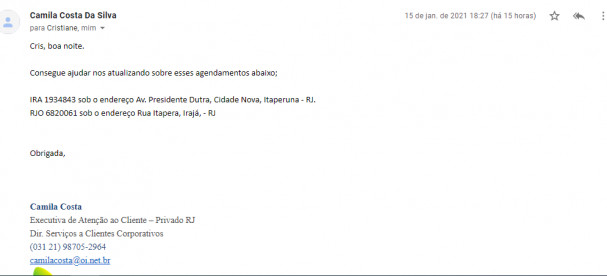 Camila Costa Da Silva
15 de jan. de 2021 18:27 (há 15 horas)
para Cristiane, mim
Cris, boa noite.
Consegue ajudar nos atualizando sobre esses agendamentos abaixo;
IRA 1934843 sob o endereço Av. Presidente Dutra, Cidade Nova, Itaperuna - RJ.
RJO 6820061 sob o endereço Rua Itapera, Irajá, - RJ
Obrigada,
Camila Costa
Executiva de Atenção ao Cliente – Privado RJ
Dir. Serviços a Clientes Corporativos
(031 21) 98705-2964
camilacosta@oi.net.br